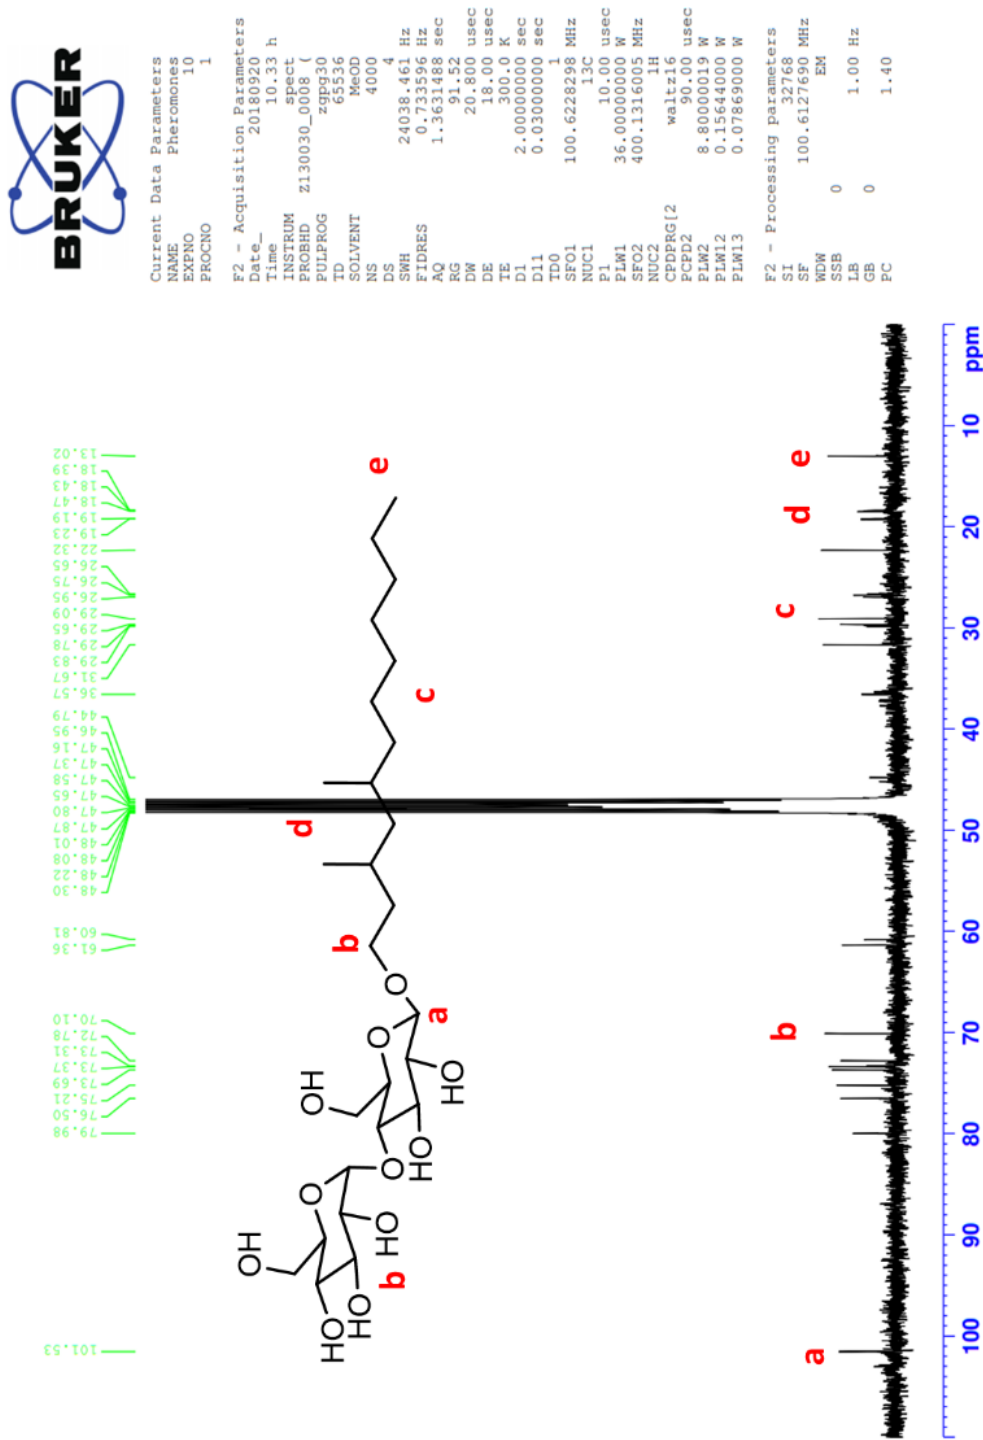 BRUKER
Current Data Parameters
NAME Pheromones
EXPNO 10
PROCNO 1
F2 - Acquisition Parameters
Date_ 20180920
Time 10.33 h
INSTRUM spect
PROBHD Z130030_0008 (
PULPROG zgpg30
TD 65536
SOLVENT MeOD
NS 4000
DS 4
SWH 24038.461 Hz
FIDRES 0.733596 Hz
AQ 1.3631488 sec
RG 91.52
DW 20.800 usec
DE 18.00 usec
TE 300.0 K
D1 2.00000000 sec
D11 0.03000000 sec
TD0 1
SFO1 100.6228298 MHz
NUC1 13C
P1 10.00 usec
PLW1 36.00000000 W
SFO2 400.1316005 MHz
NUC2 1H
CPDPRG[2 waltz16
PCPD2 90.00 usec
PLW2 8.80000019 W
PLW12 0.15644000 W
PLW13 0.07869000 W
F2 - Processing parameters
SI 32768
SF 100.6127690 MHz
WDW EM
SSB 0
LB 1.00 Hz
GB 0
PC 1.40
101.53
79.98
76.50
75.21
73.69
73.37
73.31
72.78
70.10
61.36
60.81
48.30
48.22
48.08
48.01
47.87
47.80
47.65
47.58
47.37
47.16
46.95
44.79
36.57
31.67
29.83
29.78
29.65
29.09
26.95
26.75
26.65
22.32
19.23
19.19
18.47
18.43
18.39
13.02
OH
O
HO
HO
OH
O
OH
O
HO
OH
O
b
a
b
d
c
e
a
b
c
d
e
100 90 80 70 60 50 40 30 20 10 ppm